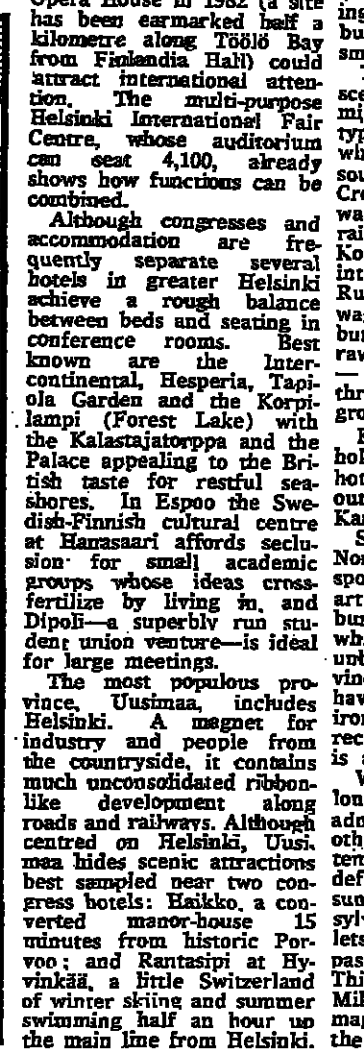 Opera House in 1982 (a site
has been earmarked half a
kilometre along Töölö Bay
from Finlandia Hall) could
attract international atten-
tion. The multi-purpose
Helsinki International Fair
Centre, whose auditorium
can seat 4,100, already
shows how functions can be
combined.
Although congresses and
accommodation are fre-
quently separate several
hotels in greater Helsinki
achieve a rough balance
between beds and seating in
conference rooms. Best
known are the Inter-
continental, Hesperia, Tapi-
ola Garden and the Korpi-
lampi (Forest Lake) with
the Kalastajatorppa and the
Palace appealing to the Bri-
tish taste for restful sea-
shores. In Espoo the Swe-
dish-Finnish cultural centre
at Hanasaari affords seclu-
sion for small academic
groups whose ideas cross-
fertilize by living in, and
Dipoli—a superbly run stu-
dent union venture—is ideal
for large meetings.
The most populous pro-
vince, Uusimaa, includes
Helsinki. A magnet for
industry and people from
the countryside, it contains
much unconsolidated ribbon-
like development along
roads and railways. Although
centred on Helsinki, Uusi-
maa hides scenic attractions
best sampled near two con-
gress hotels: Haikko, a con-
verted manor-house 15
minutes from historic Por-
voo; and Rantasipi at Hy-
vinkää, a little Switzerland
of winter skiing and summer
swimming half an hour up
the main line from Helsinki.